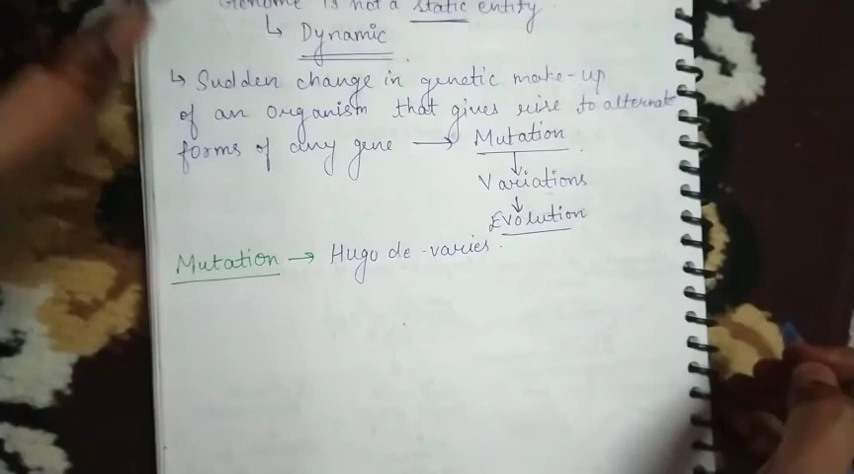 Genome is not a static entity
↳ Dynamic
↳ Sudden change in genetic make-up
of an organism that gives rise to alternate
forms of any gene → Mutation
↓
Variations
↓
Evolution
Mutation → Hugo de-varies.